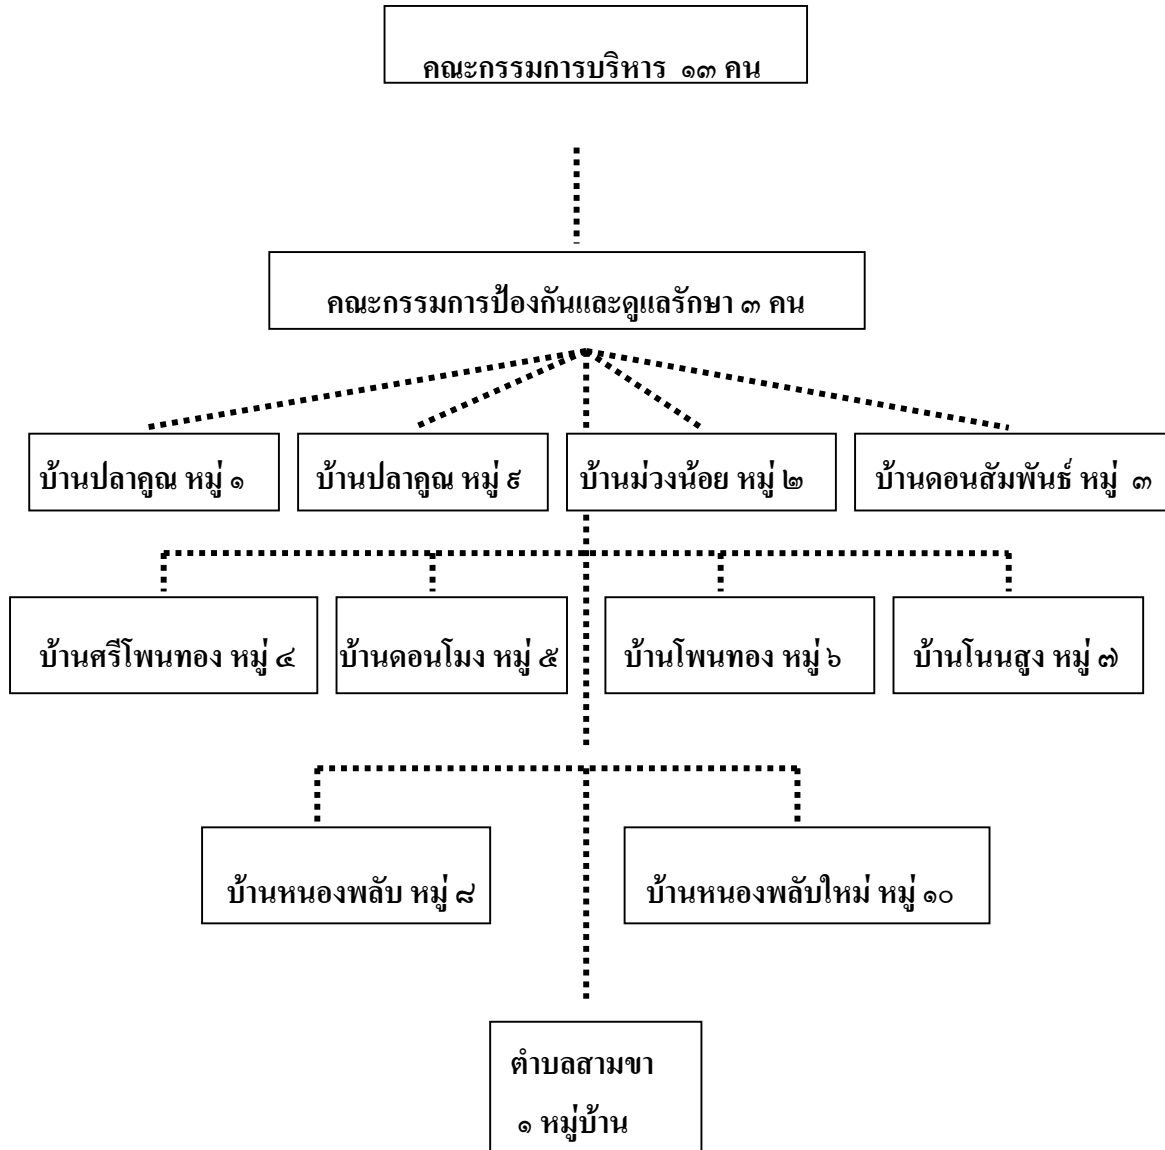 คณะกรรมการบริหาร ๑๓ คน
คณะกรรมการป้องกันและดูแลรักษา ๓ คน
บ้านปลาคูณ หมู่ ๑
บ้านปลาคูณ หมู่ ๙
บ้านม่วงน้อย หมู่ ๒
บ้านดอนสัมพันธ์ หมู่ ๓
บ้านศรีโพนทอง หมู่ ๔
บ้านดอนโมง หมู่ ๕
บ้านโพนทอง หมู่ ๖
บ้านโนนสูง หมู่ ๗
บ้านหนองพลับ หมู่ ๘
บ้านหนองพลับใหม่ หมู่ ๑๐
ตำบลสามขา
๑ หมู่บ้าน